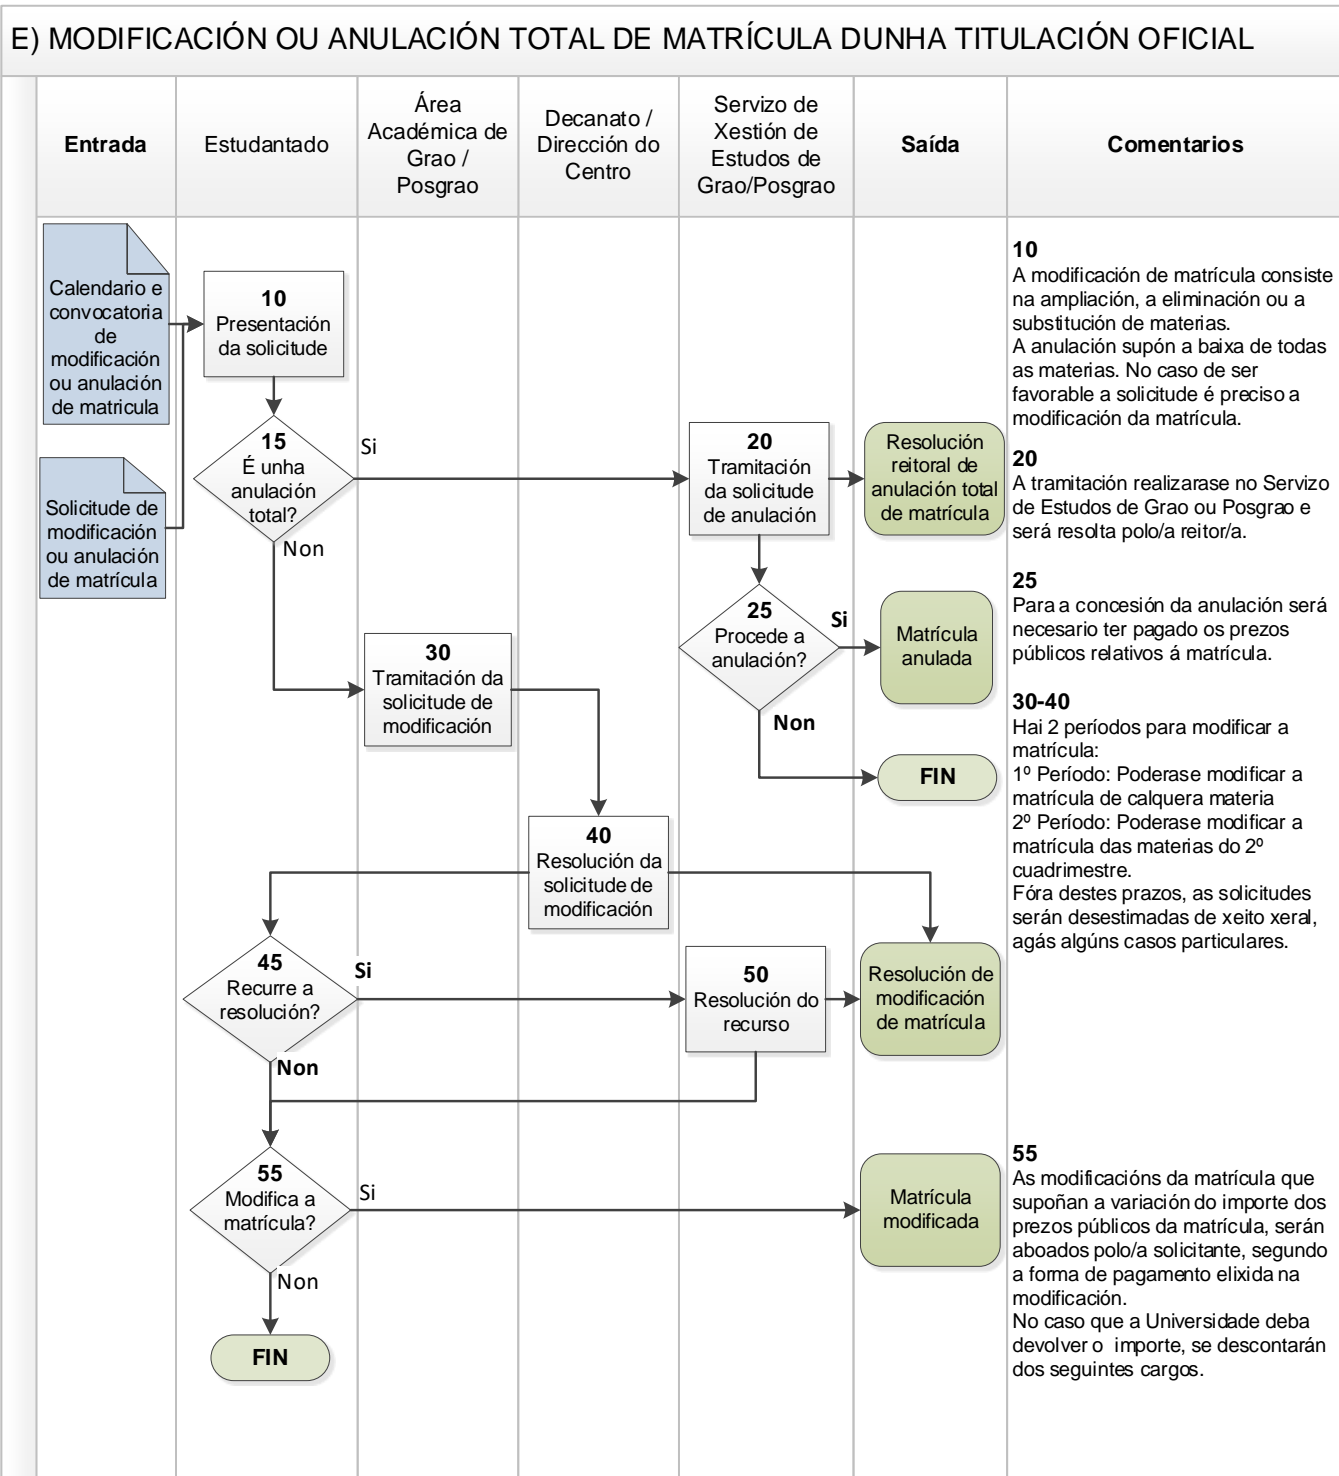 E) MODIFICACIÓN OU ANULACIÓN TOTAL DE MATRÍCULA DUNHA TITULACIÓN OFICIAL
Entrada
Estudantado
Área
Académica de
Grao /
Posgrao
Decanato /
Dirección do
Centro
Servizo de
Xestión de
Estudos de
Grao/Posgrao
Saída
Comentarios
Calendario e
convocatoria
de
modificación
ou anulación
de matricula
Solicitude de
modificación
ou anulación
de matrícula
10
Presentación
da solicitude
15
É unha
anulación
total?
Si
Non
20
Tramitación
da solicitude
de anulación
Resolución
reitoral de
anulación total
de matrícula
25
Procede a
anulación?
Si
Non
Matrícula
anulada
FIN
30
Tramitación da
solicitude de
modificación
40
Resolución da
solicitude de
modificación
45
Recurre a
resolución?
Si
Non
50
Resolución do
recurso
Resolución de
modificación
de matrícula
55
Modifica a
matrícula?
Si
Non
Matrícula
modificada
FIN
10
A modificación de matrícula consiste
na ampliación, a eliminación ou a
substitución de materias.
A anulación supón a baixa de todas
as materias. No caso de ser
favorable a solicitude é preciso a
modificación da matrícula.
20
A tramitación realizarase no Servizo
de Estudos de Grao ou Posgrao e
será resolta polo/a reitor/a.
25
Para a concesión da anulación será
necesario ter pagado os prezos
públicos relativos á matrícula.
30-40
Hai 2 períodos para modificar a
matrícula:
1º Período: Poderase modificar a
matrícula de calquera materia
2º Período: Poderase modificar a
matrícula das materias do 2º
cuadrimestre.
Fóra destes prazos, as solicitudes
serán desestimadas de xeito xeral,
agás algúns casos particulares.
55
As modificacións da matrícula que
supoñan a variación do importe dos
prezos públicos da matrícula, serán
aboados polo/a solicitante, segundo
a forma de pagamento elixida na
modificación.
No caso que a Universidade deba
devolver o importe, se descontarán
dos seguintes cargos.